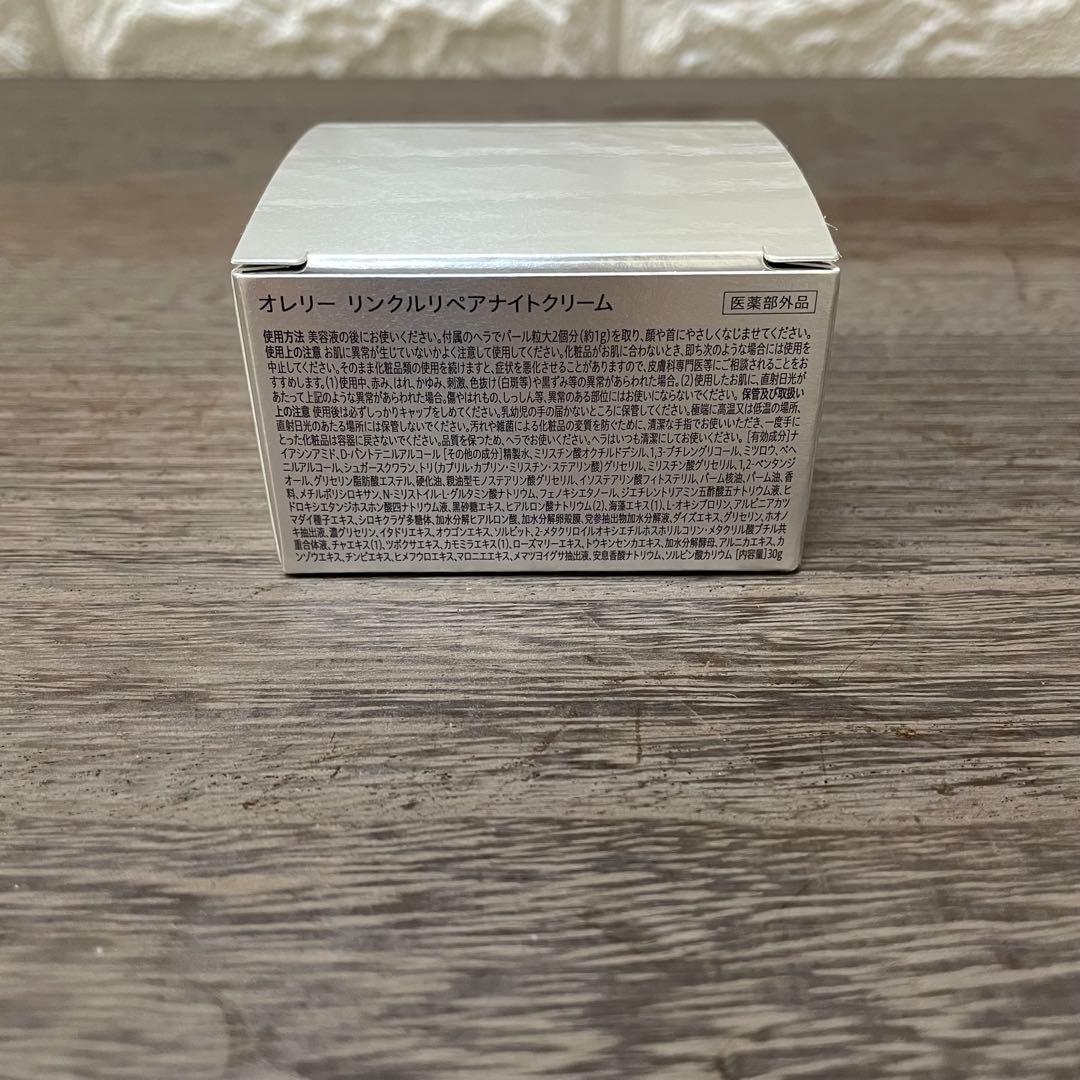 オレリー リンクルリペアナイトクリーム
医薬部外品
使用方法 美容液の後にお使いください。付属のヘラでパール粒大2個分(約1g)を取り、顔や首にやさしくなじませてください。
使用上の注意 お肌に異常が生じていないかよく注意して使用してください。化粧品がお肌に合わないとき、即ち次のような場合には使用を
中止してください。そのまま化粧品類の使用を続けますと、症状を悪化させることがありますので、皮膚科専門医等にご相談されることをお
すすめします。(1)使用中、赤み、はれ、かゆみ、刺激、色抜け(白斑等)や黒ずみ等の異常があらわれた場合。(2)使用したお肌に、直射日光が
あたって上記のような異常があらわれた場合。傷やはれもの、しっしん等、異常のある部位にはお使いにならないでください。 保管及び取扱い
上の注意 使用後は必ずしっかりキャップをしめてください。乳幼児の手の届かないところに保管してください。極端に高温又は低温の場所、
直射日光のあたる場所には保管しないでください。汚れや雑菌による化粧品の変質を防ぐために、清潔な手指でお使いいただき、一度手に
とった化粧品は容器に戻さないでください。品質を保つため、ヘラでお使いください。ヘラはいつも清潔にしてお使いください。 [有効成分]ナ
イアシンアミド、D-パントテニルアルコール [その他の成分]精製水、ミリスチン酸オクチルドデシル、1,3-ブチレングリコール、ミツロウ、ベヘ
ニルアルコール、シュガースクワラン、トリ(カプリル・カプリン・ミリスチン・ステアリン酸)グリセリル、ミリスチン酸グリセリル、1,2-ペンタンジ
オール、グリセリン脂肪酸エステル、硬化油、親油型モノステアリン酸グリセリル、イソステアリン酸フィトステリル、パーム核油、パーム油、香
料、メチルポリシロキサン、N-ミリストイル-L-グルタミン酸ナトリウム、フェノキシエタノール、ジエチレントリアミン五酢酸五ナトリウム液、ヒ
ドロキシエタンジホスホン酸四ナトリウム液、黒砂糖エキス、ヒアルロン酸ナトリウム(2)、海藻エキス(1)、L-オキシプロリン、アルピニアカツ
マダイ種子エキス、シロキクラゲ多糖体、加水分解ヒアルロン酸、加水分解卵殻膜、党参抽出物加水分解液、ダイズエキス、グリセリン、ホオノ
キ抽出液、濃グリセリン、イタドリエキス、オウゴンエキス、ソルビット、2-メタクリロイルオキシエチルホスホリルコリン・メタクリル酸ブチル共
重合体液、チャエキス(1)、ツボクサエキス、カモミラエキス(1)、ローズマリーエキス、トウキンセンカエキス、加水分解酵母、アルニカエキス、カ
ンゾウエキス、チンピエキス、ヒメフウロエキス、マロニエエキス、メマツヨイグサ抽出液、安息香酸ナトリウム、ソルビン酸カリウム [内容量]30g